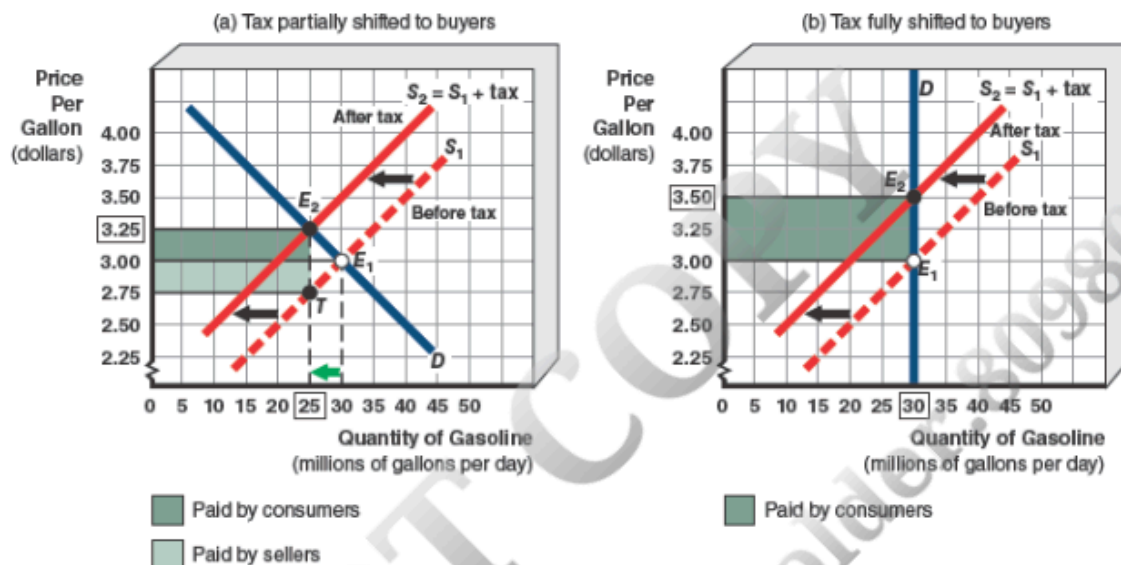 (a) Tax partially shifted to buyers
Price
Per
Gallon
(dollars)
4.00
3.75
3.50
3.25
3.00
2.75
2.50
2.25
S2 = S1 + tax
After tax
S1
E2
Before tax
E1
T
D
0 5 10 15 20 25 30 35 40 45 50
Quantity of Gasoline
(millions of gallons per day)
Paid by consumers
Paid by sellers
(b) Tax fully shifted to buyers
Price
Per
Gallon
(dollars)
4.00
3.75
3.50
3.25
3.00
2.75
2.50
2.25
D
S2 = S1 + tax
After tax
S1
E2
Before tax
E1
0 5 10 15 20 25 30 35 40 45 50
Quantity of Gasoline
(millions of gallons per day)
Paid by consumers
COPY